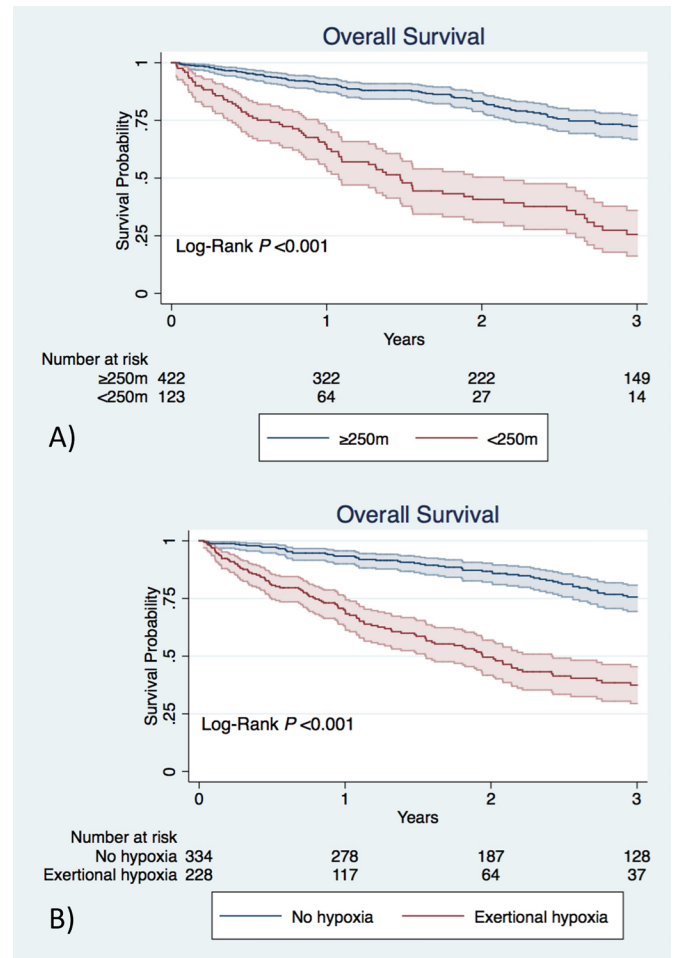 Overall Survival
1
.75
.5
.25
0
Survival Probability
Log-Rank P <0.001
0 1 2 3
Years
Number at risk
≥250m 422 322 222 149
<250m 123 64 27 14
A)
≥250m <250m
Overall Survival
1
.75
.5
.25
0
Survival Probability
Log-Rank P <0.001
0 1 2 3
Years
Number at risk
No hypoxia 334 278 187 128
Exertional hypoxia 228 117 64 37
B)
No hypoxia Exertional hypoxia